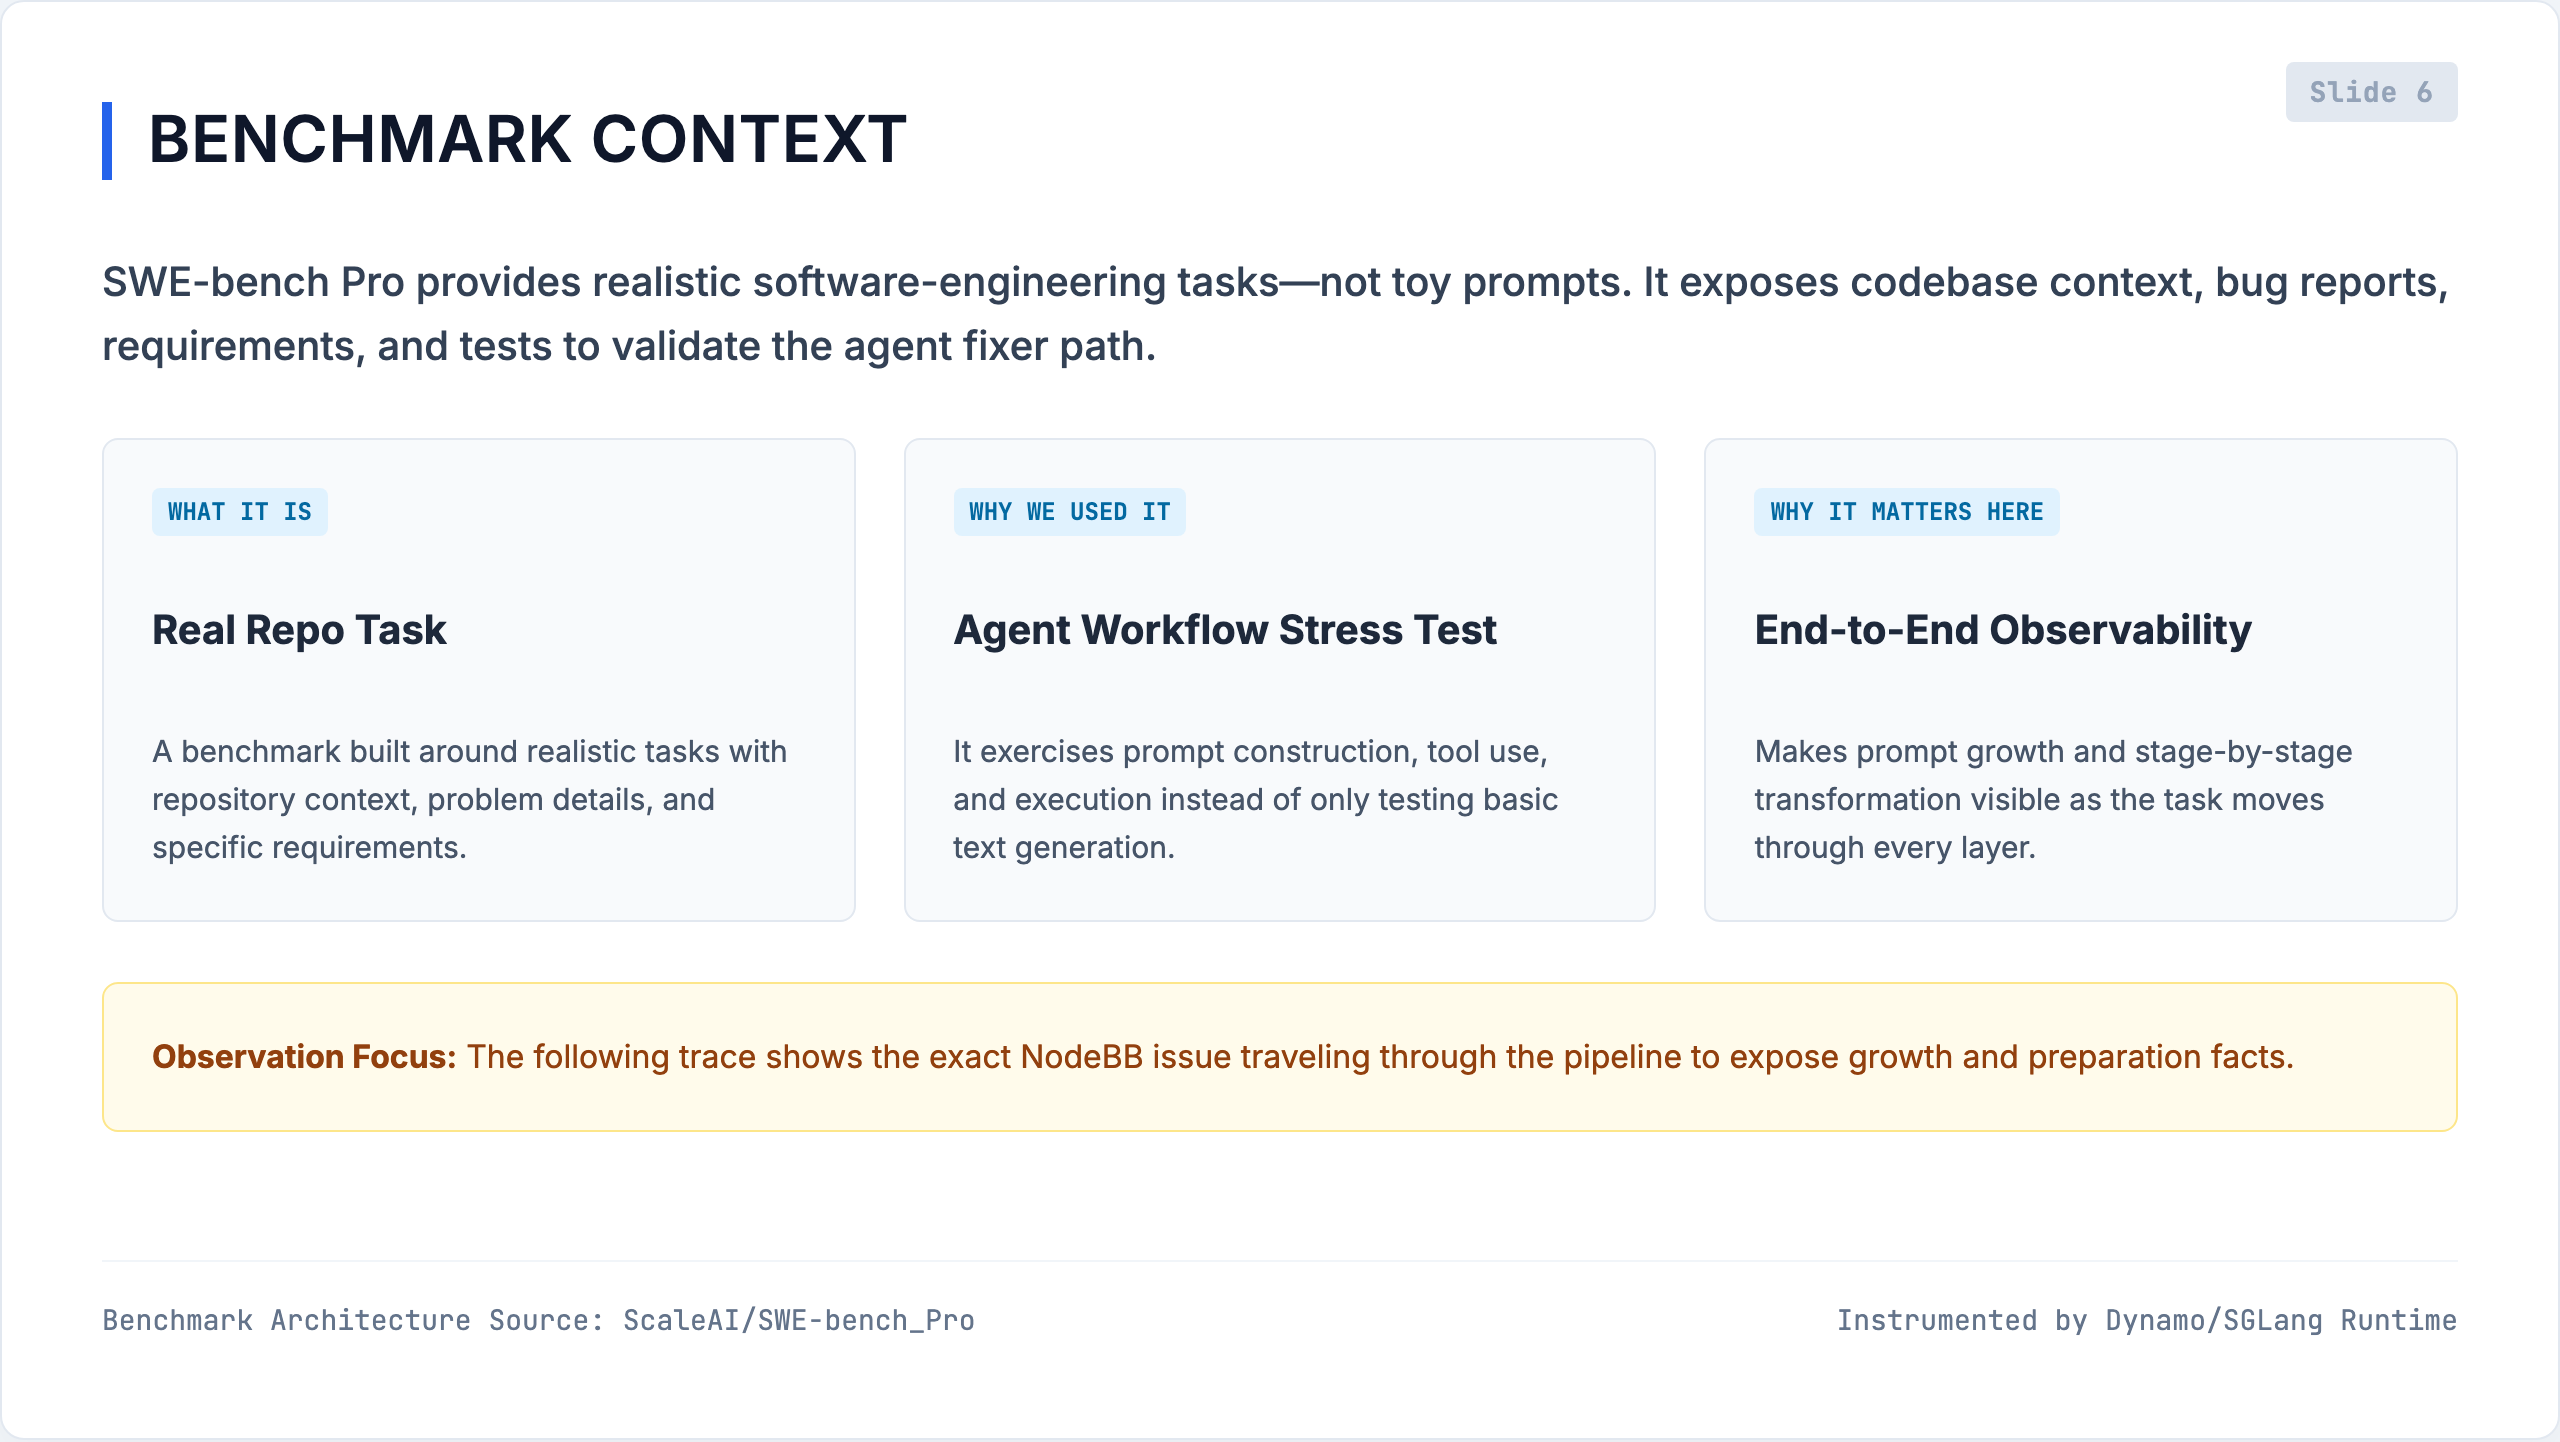 Slide 6
BENCHMARK CONTEXT
SWE-bench Pro provides realistic software-engineering tasks—not toy prompts. It exposes codebase context, bug reports,
requirements, and tests to validate the agent fixer path.
WHAT IT IS
Real Repo Task
A benchmark built around realistic tasks with
repository context, problem details, and
specific requirements.
WHY WE USED IT
Agent Workflow Stress Test
It exercises prompt construction, tool use,
and execution instead of only testing basic
text generation.
WHY IT MATTERS HERE
End-to-End Observability
Makes prompt growth and stage-by-stage
transformation visible as the task moves
through every layer.
Observation Focus: The following trace shows the exact NodeBB issue traveling through the pipeline to expose growth and preparation facts.
Benchmark Architecture Source: ScaleAI/SWE-bench_Pro
Instrumented by Dynamo/SGLang Runtime